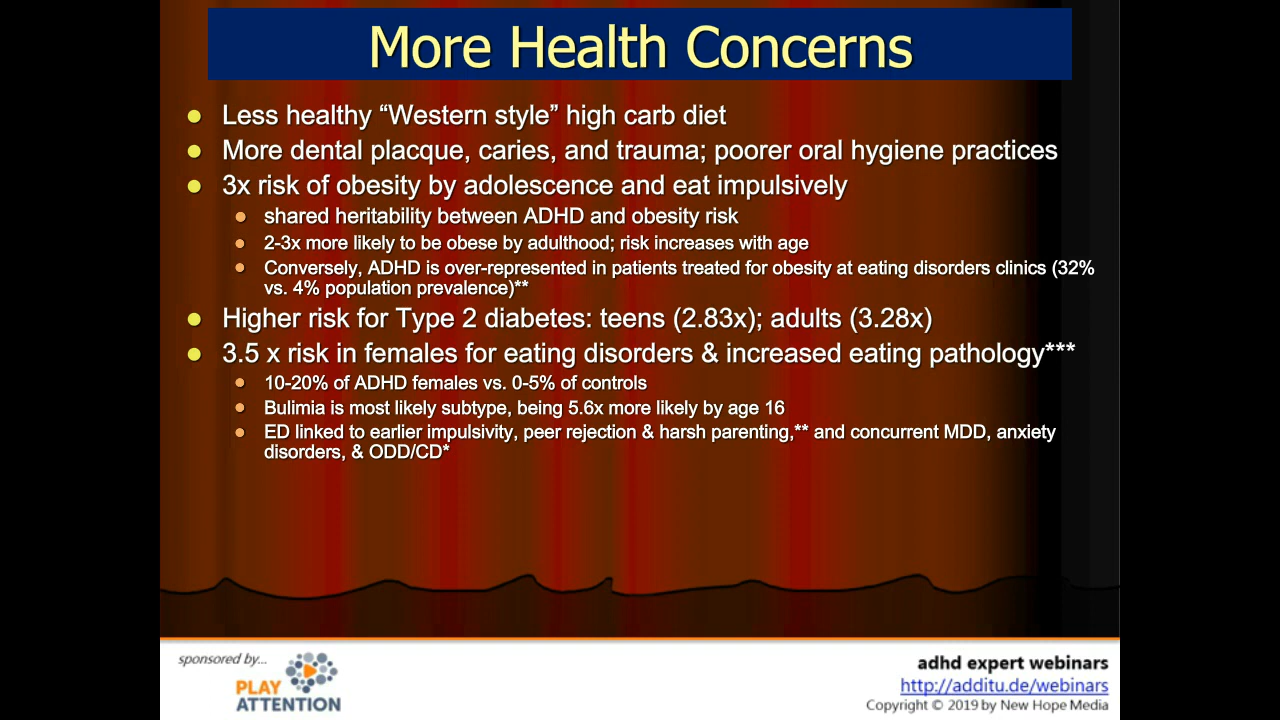 More Health Concerns
Less healthy “Western style” high carb diet
More dental placque, caries, and trauma; poorer oral hygiene practices
3x risk of obesity by adolescence and eat impulsively
shared heritability between ADHD and obesity risk
2-3x more likely to be obese by adulthood; risk increases with age
Conversely, ADHD is over-represented in patients treated for obesity at eating disorders clinics (32%
vs. 4% population prevalence)**
Higher risk for Type 2 diabetes: teens (2.83x); adults (3.28x)
3.5 x risk in females for eating disorders & increased eating pathology***
10-20% of ADHD females vs. 0-5% of controls
Bulimia is most likely subtype, being 5.6x more likely by age 16
ED linked to earlier impulsivity, peer rejection & harsh parenting,** and concurrent MDD, anxiety
disorders, & ODD/CD*
sponsored by...
PLAY
ATTENTION
adhd expert webinars
http://additu.de/webinars
Copyright © 2019 by New Hope Media